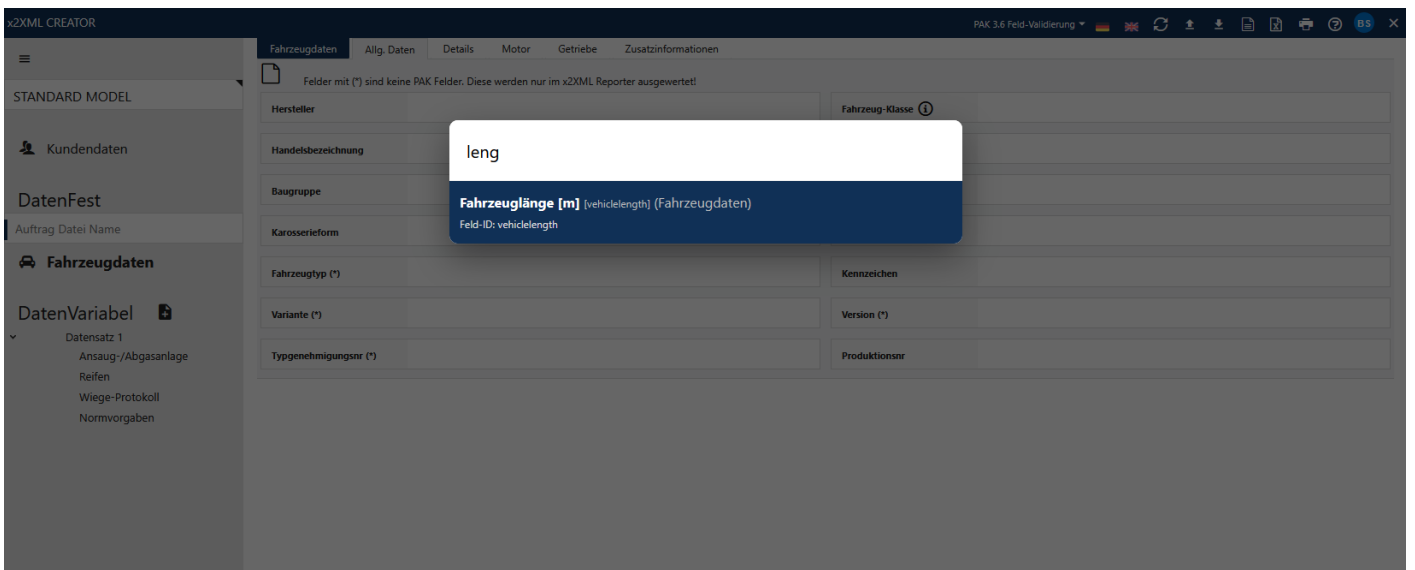 x2XML CREATOR
PAK 3.6 Feld-Validierung
BS
STANDARD MODEL
Kundendaten
DatenFest
Auftrag Datei Name
Fahrzeugdaten
DatenVariabel
Datensatz 1
Ansaug-/Abgasanlage
Reifen
Wiege-Protokoll
Normvorgaben
Fahrzeugdaten Allg. Daten Details Motor Getriebe Zusatzinformationen
Felder mit (*) sind keine PAK Felder. Diese werden nur im x2XML Reporter ausgewertet!
Hersteller
Fahrzeug-Klasse
Handelsbezeichnung
Baugruppe
Karosserieform
Fahrzeugtyp (*)
Kennzeichen
Variante (*)
Version (*)
Typgenehmigungsnr (*)
Produktionsnr
leng
Fahrzeuglänge [m] [vehiclelength] (Fahrzeugdaten)
Feld-ID: vehiclelength